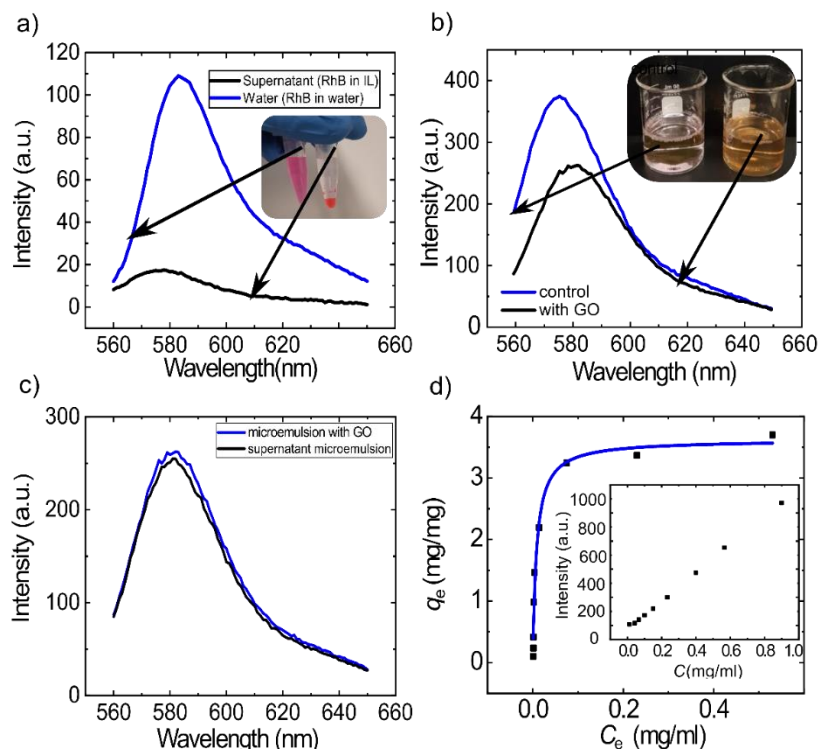 a)
Intensity (a.u.)
120
100
80
60
40
20
0
Supernatant (RhB in IL)
Water (RhB in water)
560 580 600 620 640 660
Wavelength(nm)
b)
Intensity (a.u.)
400
300
200
100
0
control
control
with GO
560 580 600 620 640 660
Wavelength (nm)
c)
Intensity (a.u.)
300
200
100
0
microemulsion with GO
supernatant microemulsion
560 580 600 620 640 660
Wavelength (nm)
d)
qe (mg/mg)
4
3
2
1
0
Intensity (a.u.)
1000
800
600
400
200
0
0.0 0.2 0.4 0.6 0.8 1.0
C(mg/ml)
0.0 0.2 0.4
Ce (mg/ml)